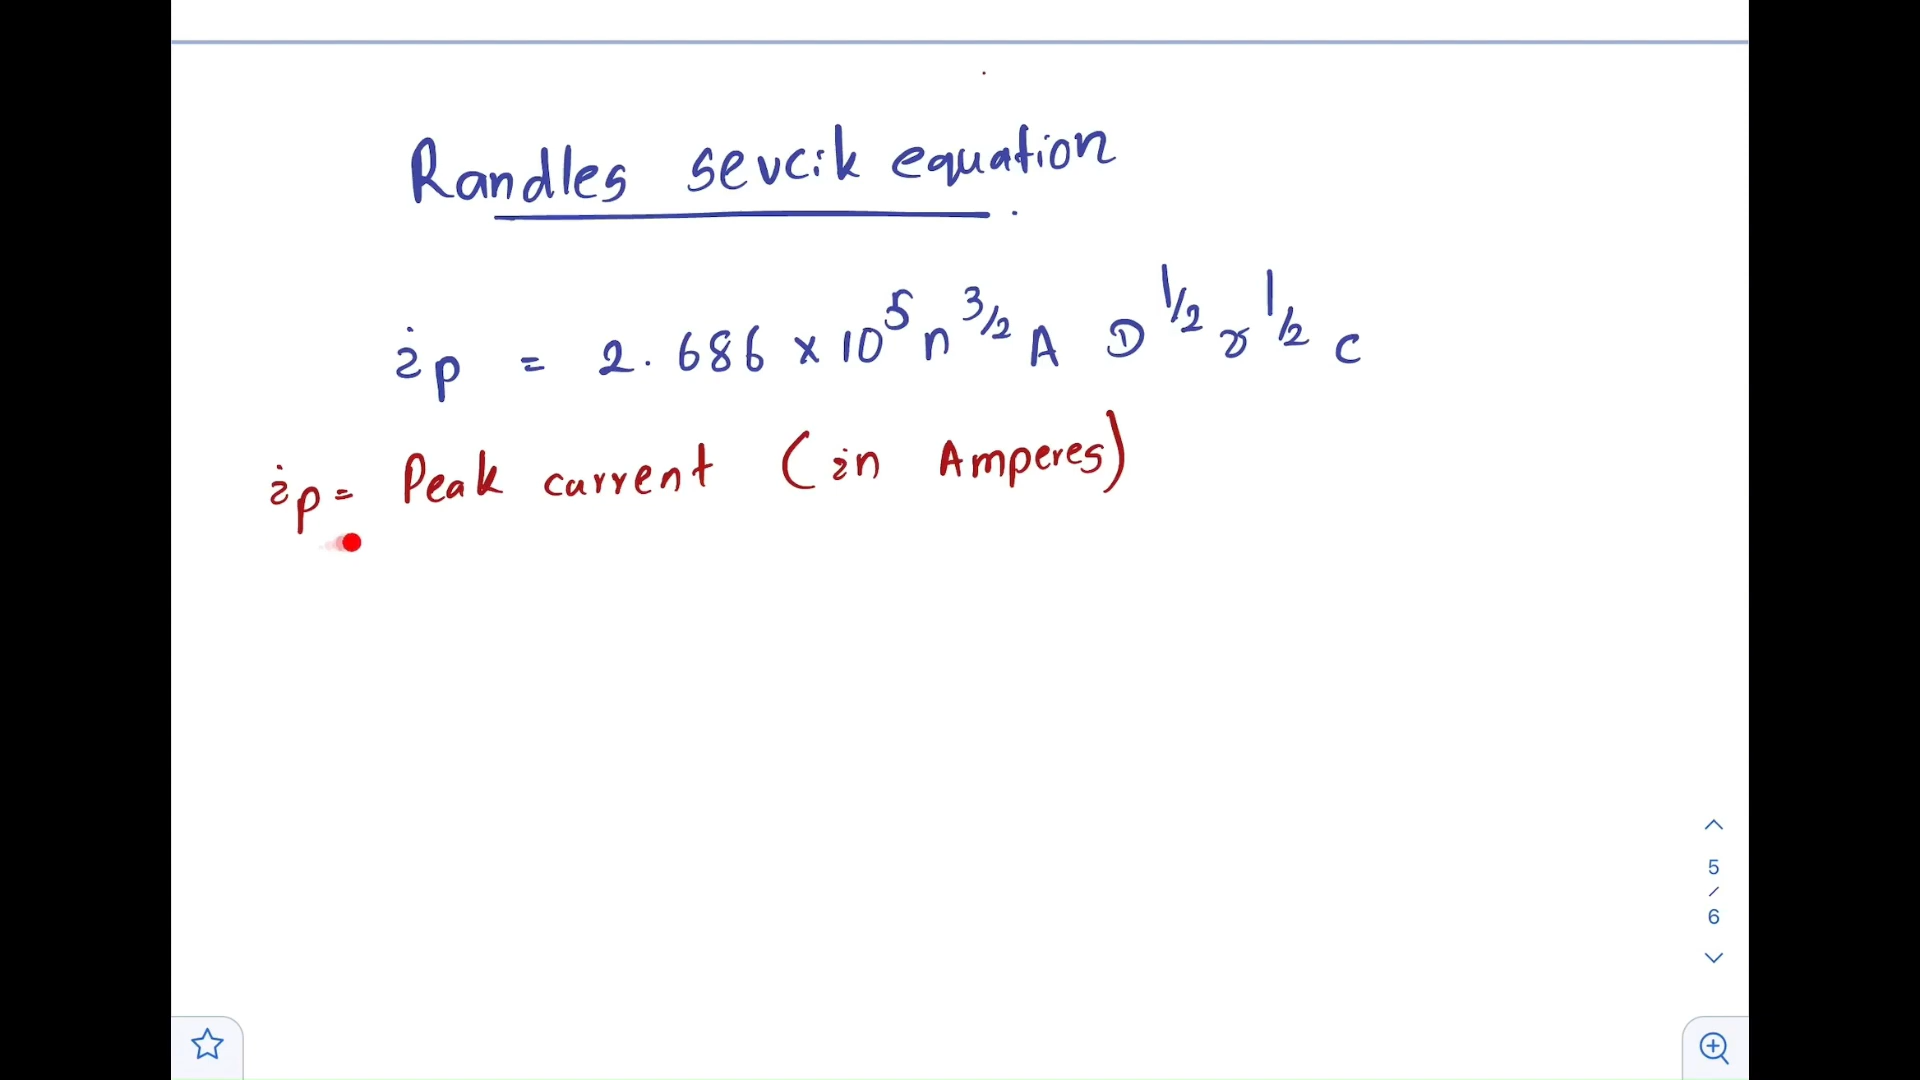 Randles sevcik equation
ip = 2.686 × 10^5 n^3/2 A D^1/2 v^1/2 c
ip = Peak current (in Amperes)
5
/
6